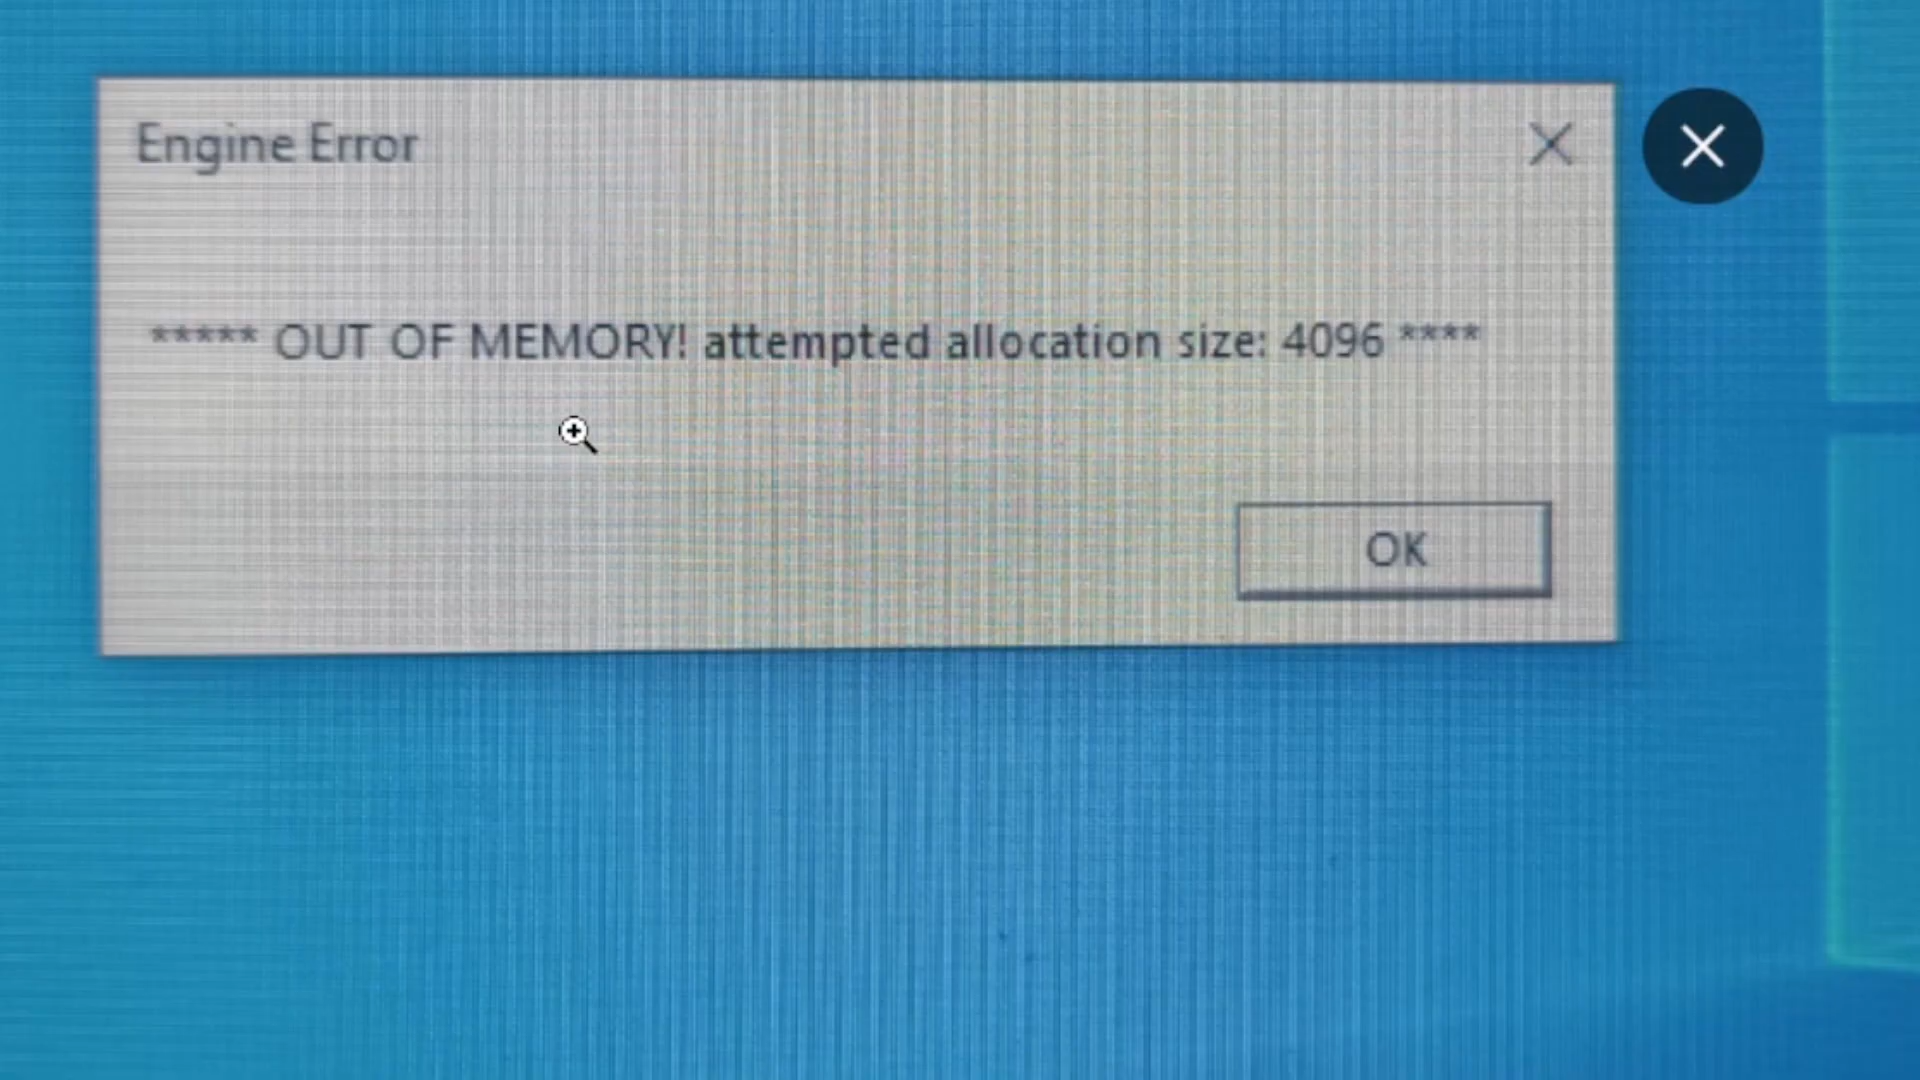 Engine Error
***** OUT OF MEMORY! attempted allocation size: 4096 ****
OK